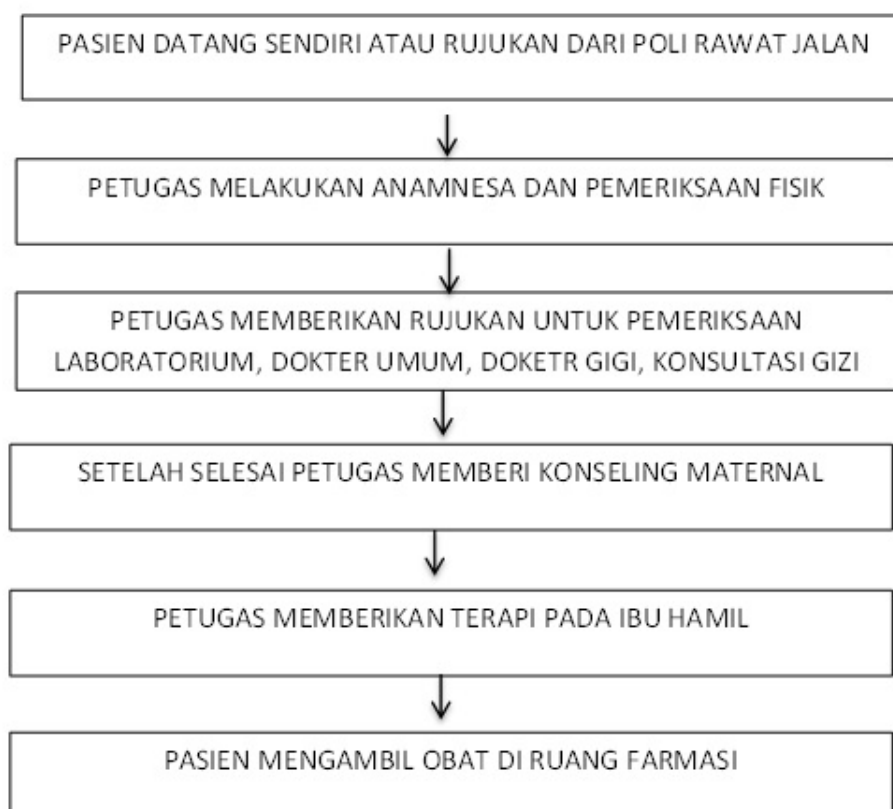 PASIEN DATANG SENDIRI ATAU RUJUKAN DARI POLI RAWAT JALAN
PETUGAS MELAKUKAN ANAMNESA DAN PEMERIKSAAN FISIK
PETUGAS MEMBERIKAN RUJUKAN UNTUK PEMERIKSAAN
LABORATORIUM, DOKTER UMUM, DOKETR GIGI, KONSULTASI GIZI
SETELAH SELESAI PETUGAS MEMBERI KONSELING MATERNAL
PETUGAS MEMBERIKAN TERAPI PADA IBU HAMIL
PASIEN MENGAMBIL OBAT DI RUANG FARMASI